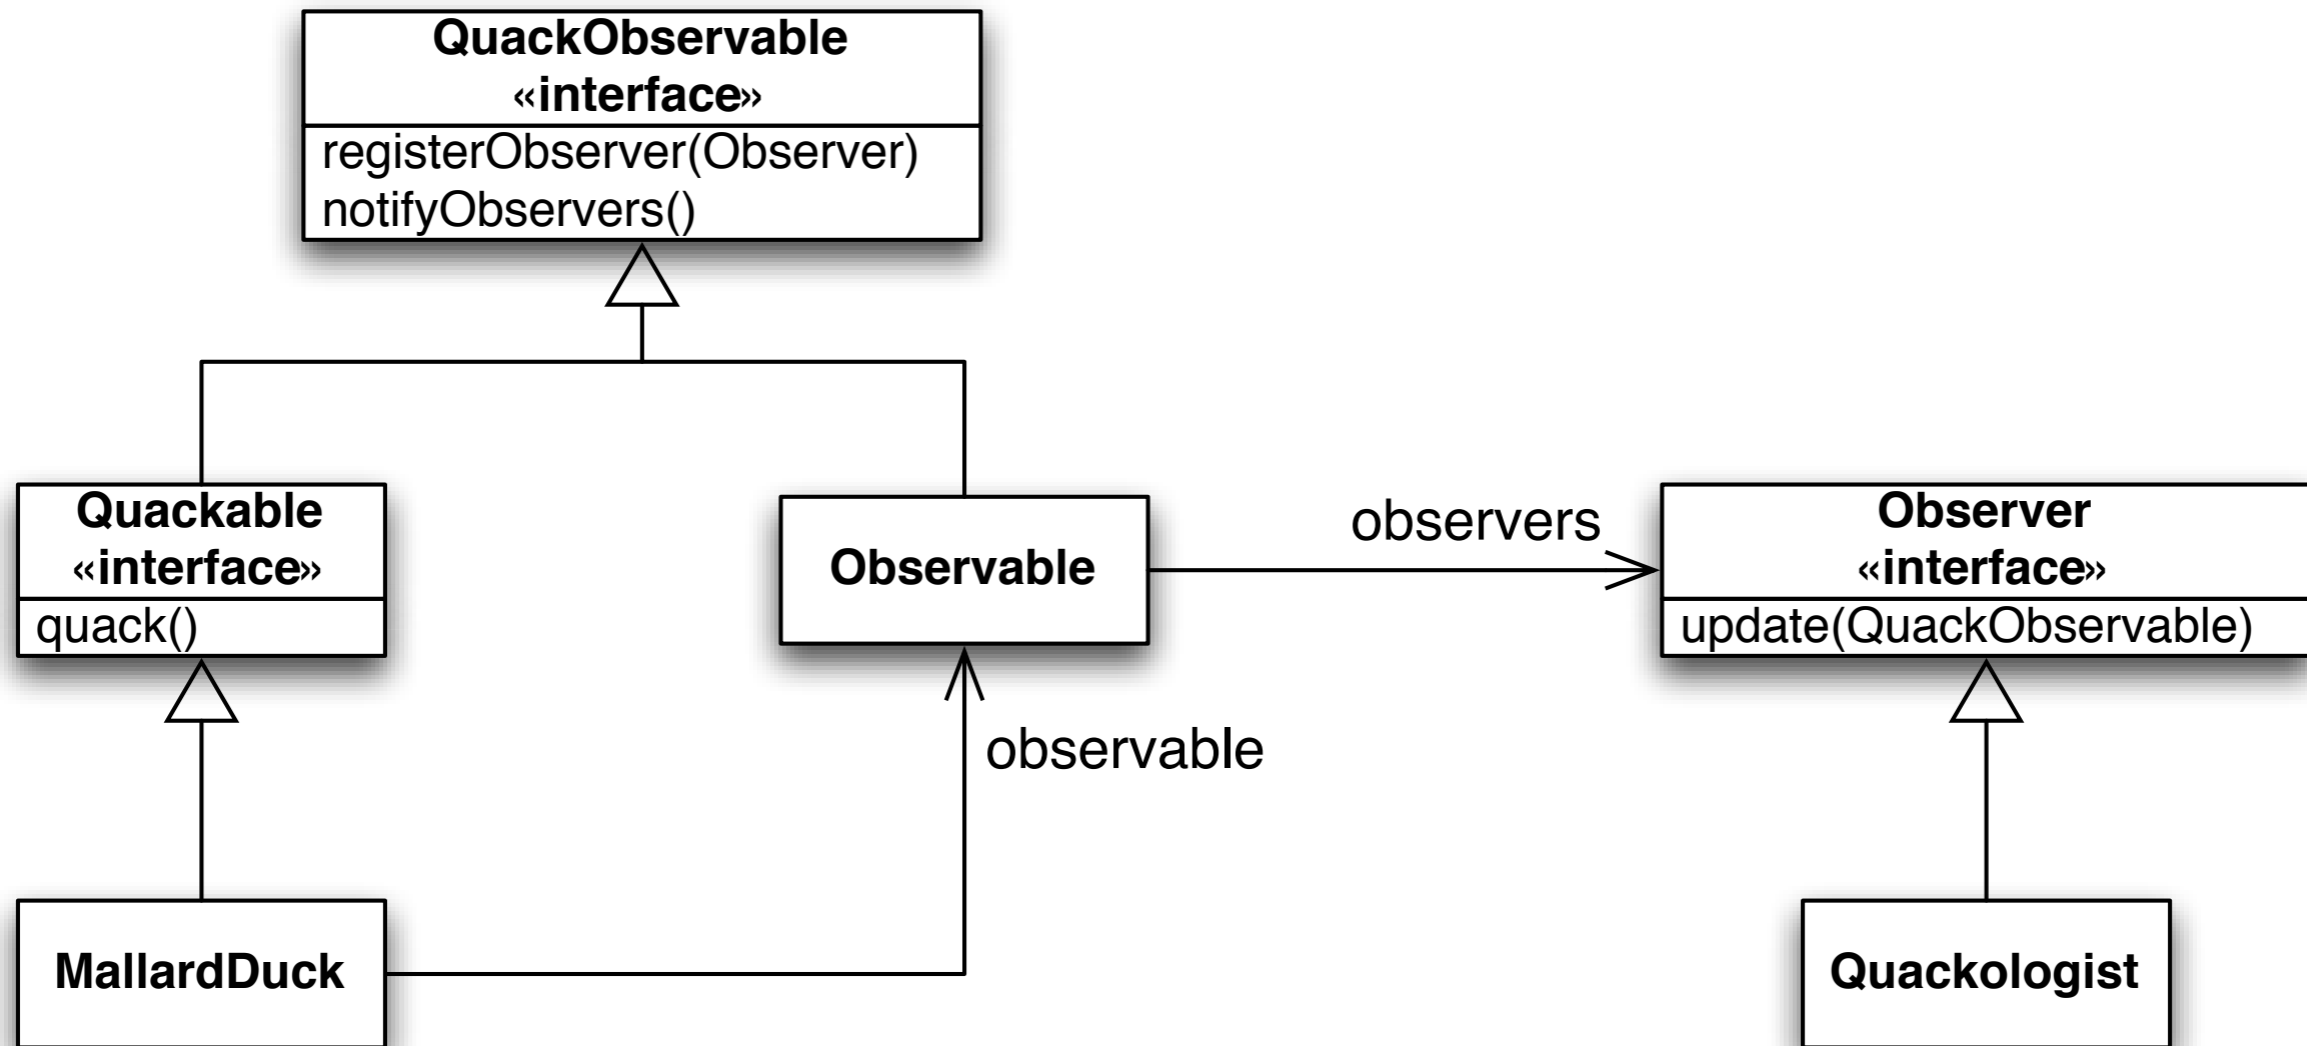 QuackObservable
«interface»
registerObserver(Observer)
notifyObservers()
Quackable
«interface»
quack()
Observable
observers
Observer
«interface»
update(QuackObservable)
observable
MallardDuck
Quackologist